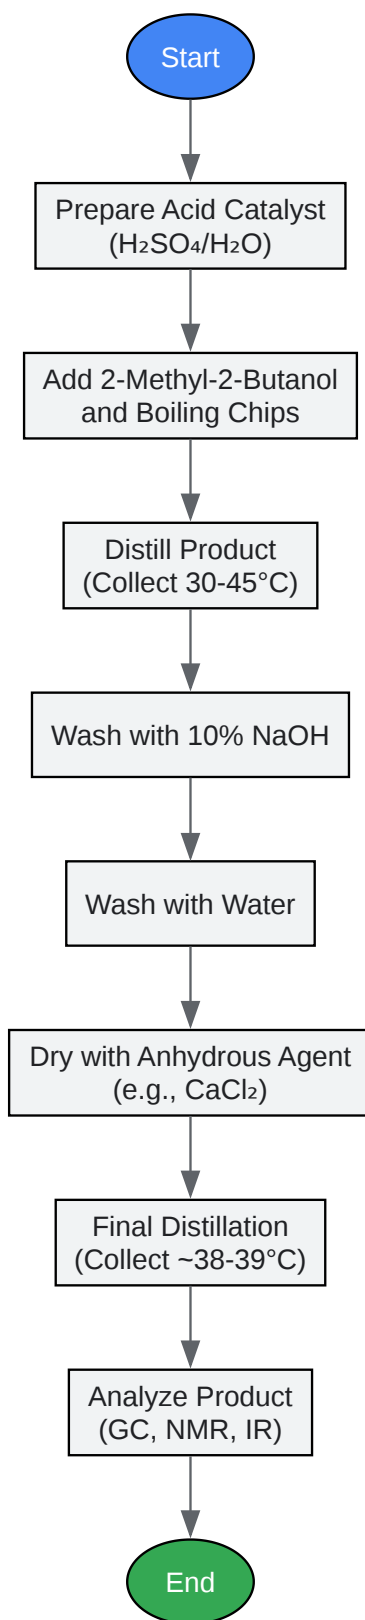 Start
Prepare Acid Catalyst
(H₂SO₄/H₂O)
Add 2-Methyl-2-Butanol
and Boiling Chips
Distill Product
(Collect 30-45°C)
Wash with 10% NaOH
Wash with Water
Dry with Anhydrous Agent
(e.g., CaCl₂)
Final Distillation
(Collect ~38-39°C)
Analyze Product
(GC, NMR, IR)
End